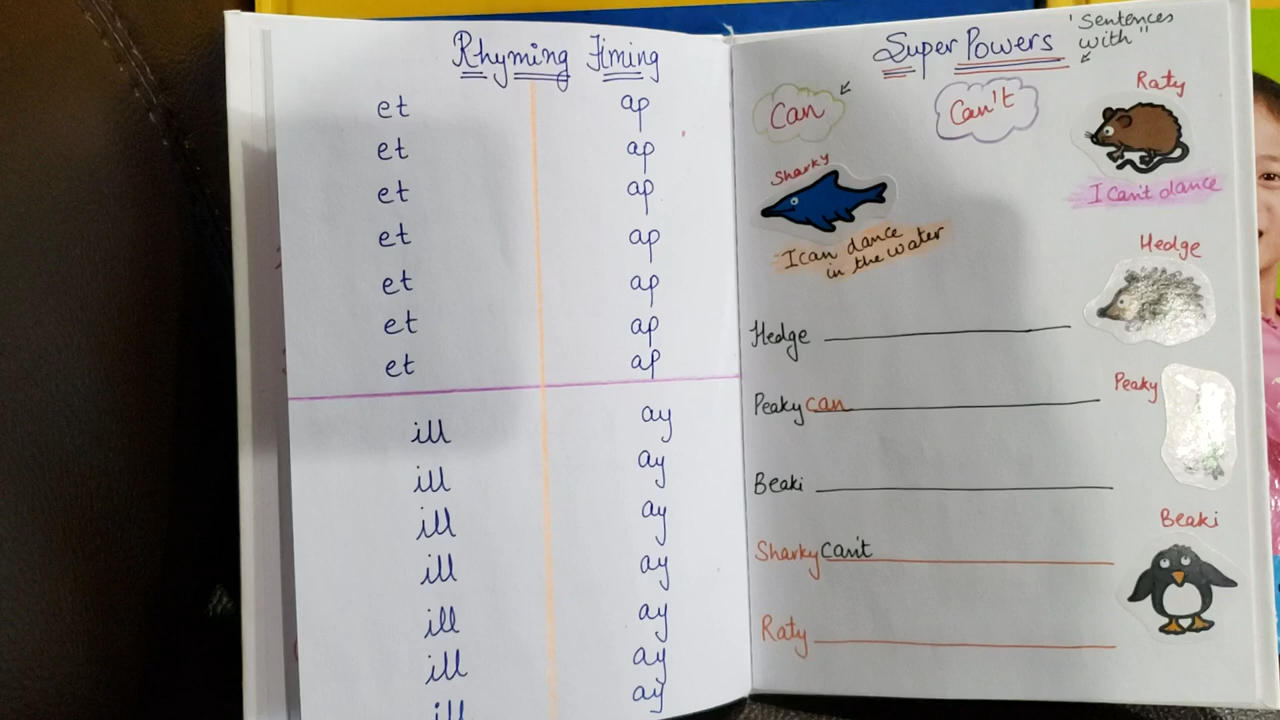 Rhyming Timing
et ap
et ap
et ap
et ap
et ap
et ap
et ap
ill ay
ill ay
ill ay
ill ay
ill ay
ill ay
ill ay
Super Powers
'Sentences
with"
Can
Can't
Raty
I Can't dance
Sharky
I can dance
in the water
Hedge
Hedge
Peaky can
Peaky
Beaki
Beaki
Sharky can't
Raty